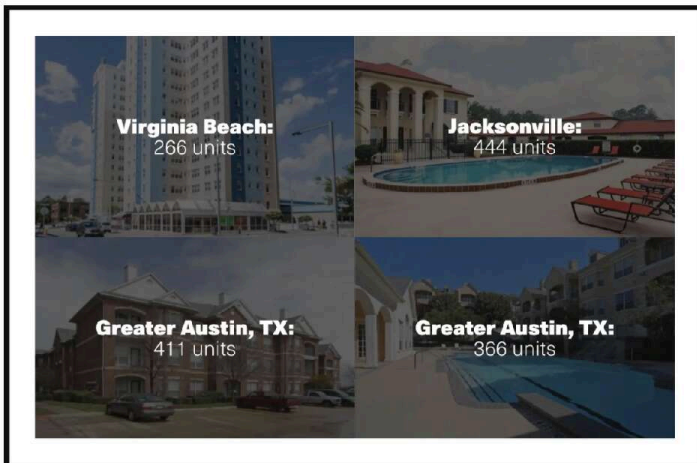 Virginia Beach:
266 units
Jacksonville:
444 units
Greater Austin, TX:
411 units
Greater Austin, TX:
366 units